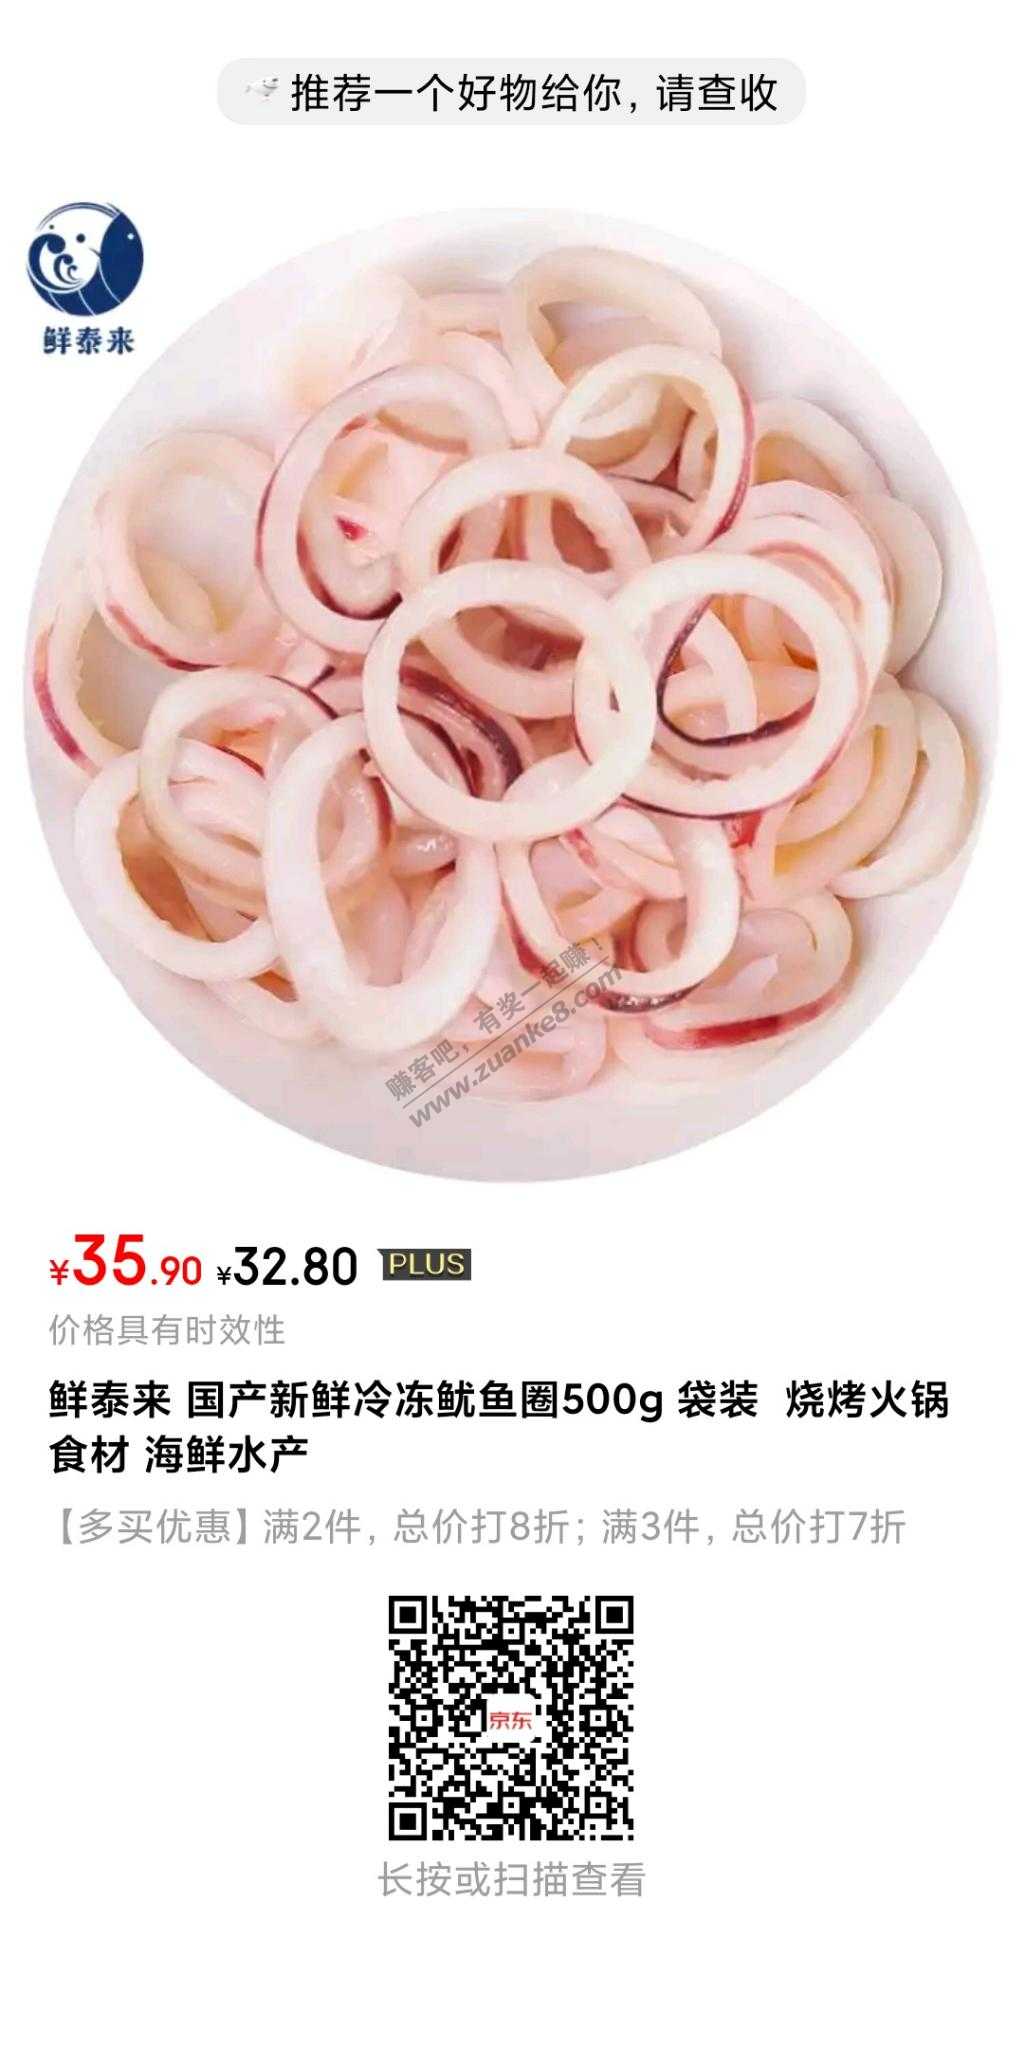 推荐一个好物给你，请查收
鲜泰来
赚客吧，有奖一起赚！
www.zuanke8.com
¥35.90 ¥32.80 PLUS
价格具有时效性
鲜泰来 国产新鲜冷冻鱿鱼圈500g 袋装 烧烤火锅
食材 海鲜水产
【多买优惠】满2件，总价打8折；满3件，总价打7折
京东
长按或扫描查看